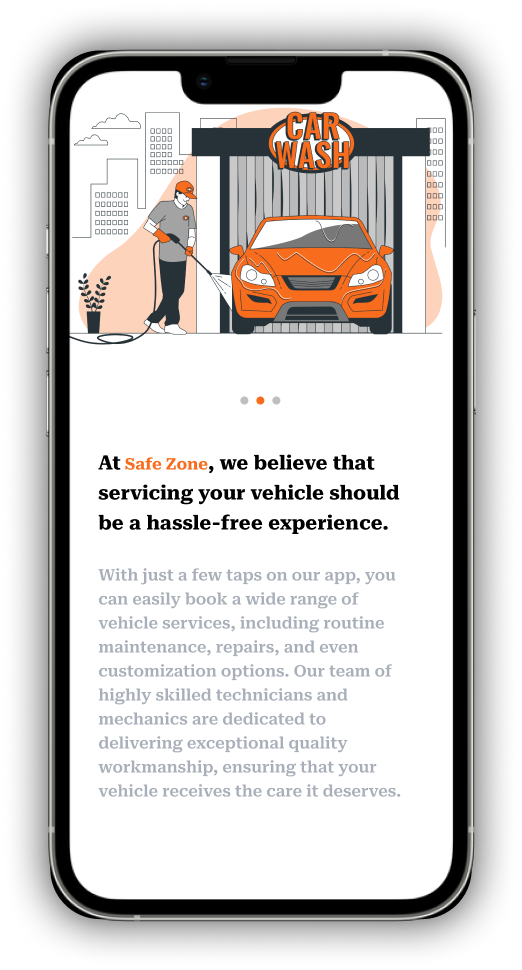 CAR
WASH
At Safe Zone, we believe that
servicing your vehicle should
be a hassle-free experience.
With just a few taps on our app, you
can easily book a wide range of
vehicle services, including routine
maintenance, repairs, and even
customization options. Our team of
highly skilled technicians and
mechanics are dedicated to
delivering exceptional quality
workmanship, ensuring that your
vehicle receives the care it deserves.